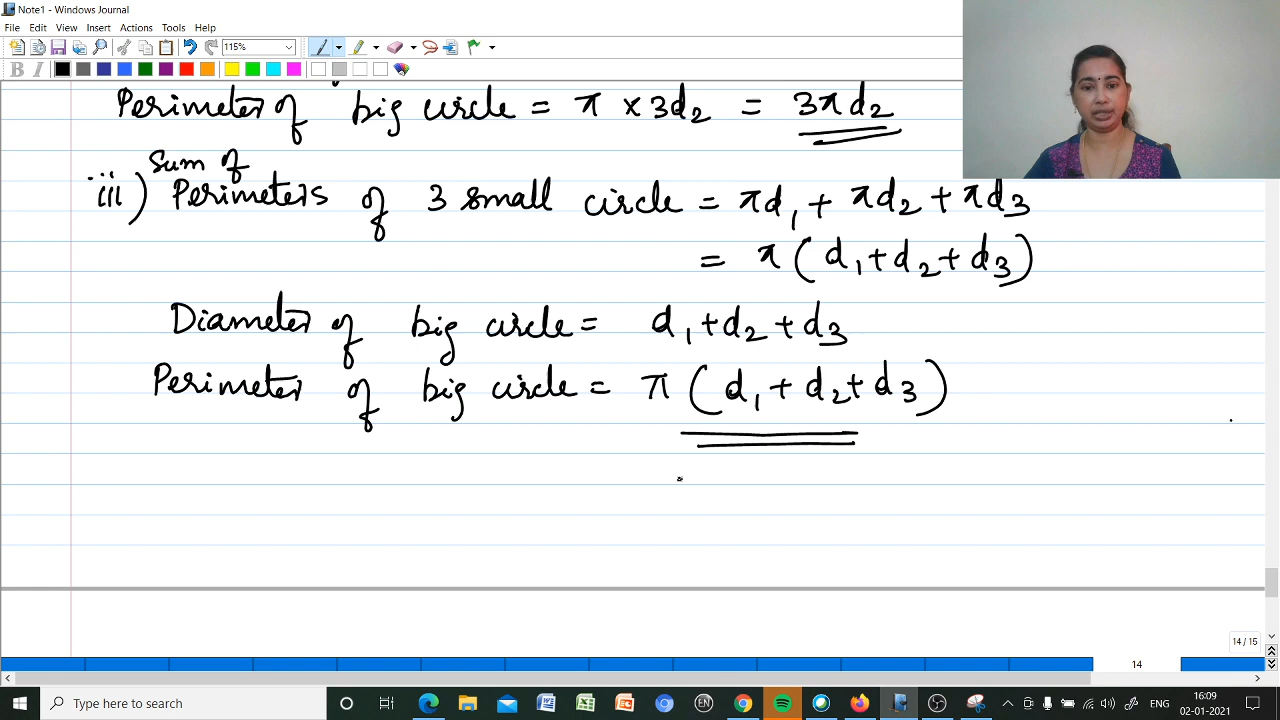 Note1 - Windows Journal
File Edit View Insert Actions Tools Help
115%
B I
Perimeter of big circle = π × 3d2 = 3πd2
Sum of
iii) Perimeters of 3 small circle = πd1 + πd2 + πd3
= π(d1+d2+d3)
Diameter of big circle = d1+d2+d3
Perimeter of big circle = π(d1+d2+d3)
14 / 15
14
Type here to search
EN
ENG
16:09
02-01-2021